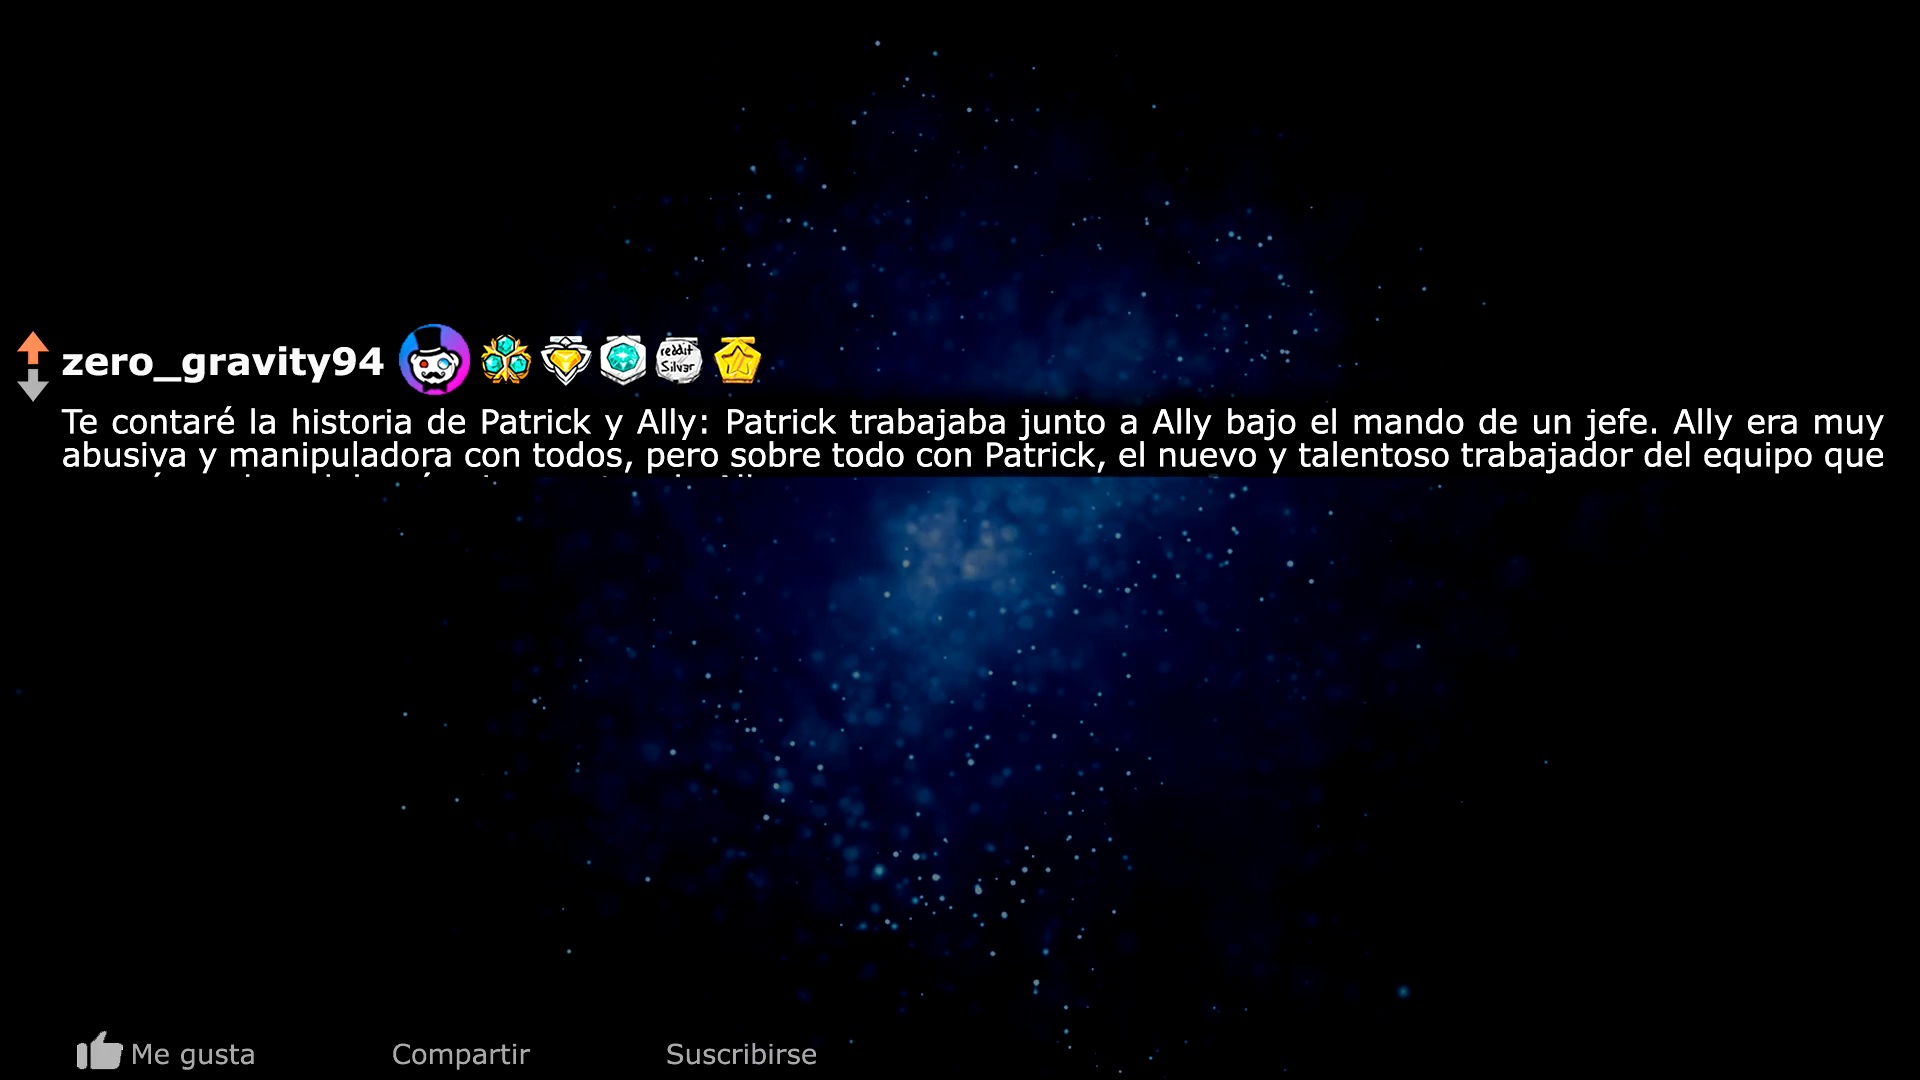 zero_gravity94
reddit
Silver
Te contaré la historia de Patrick y Ally: Patrick trabajaba junto a Ally bajo el mando de un jefe. Ally era muy
abusiva y manipuladora con todos, pero sobre todo con Patrick, el nuevo y talentoso trabajador del equipo que
Me gusta
Compartir
Suscribirse